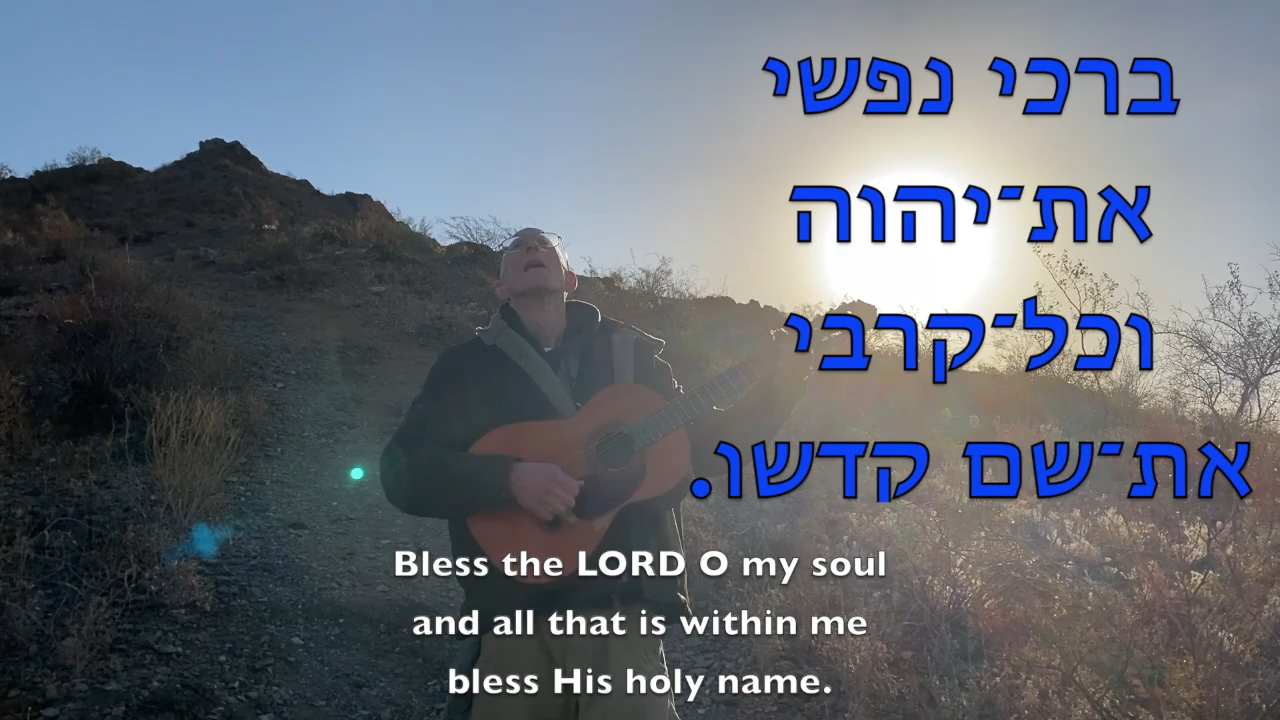 ברכי נפשי
את־יהוה
וכל־קרבי
את־שם קדשו.
Bless the LORD O my soul
and all that is within me
bless His holy name.